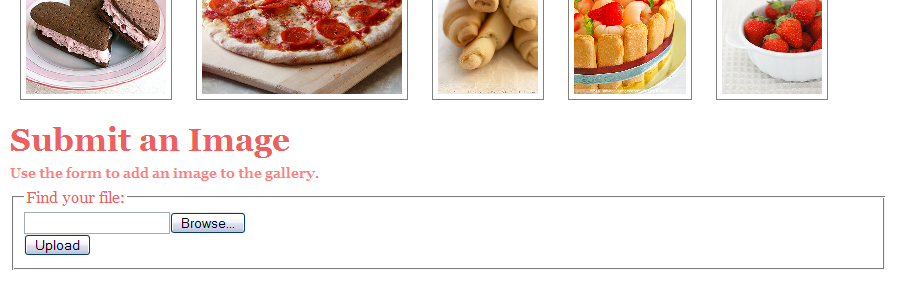 Submit an Image
Use the form to add an image to the gallery.
Find your file:
Browse...
Upload